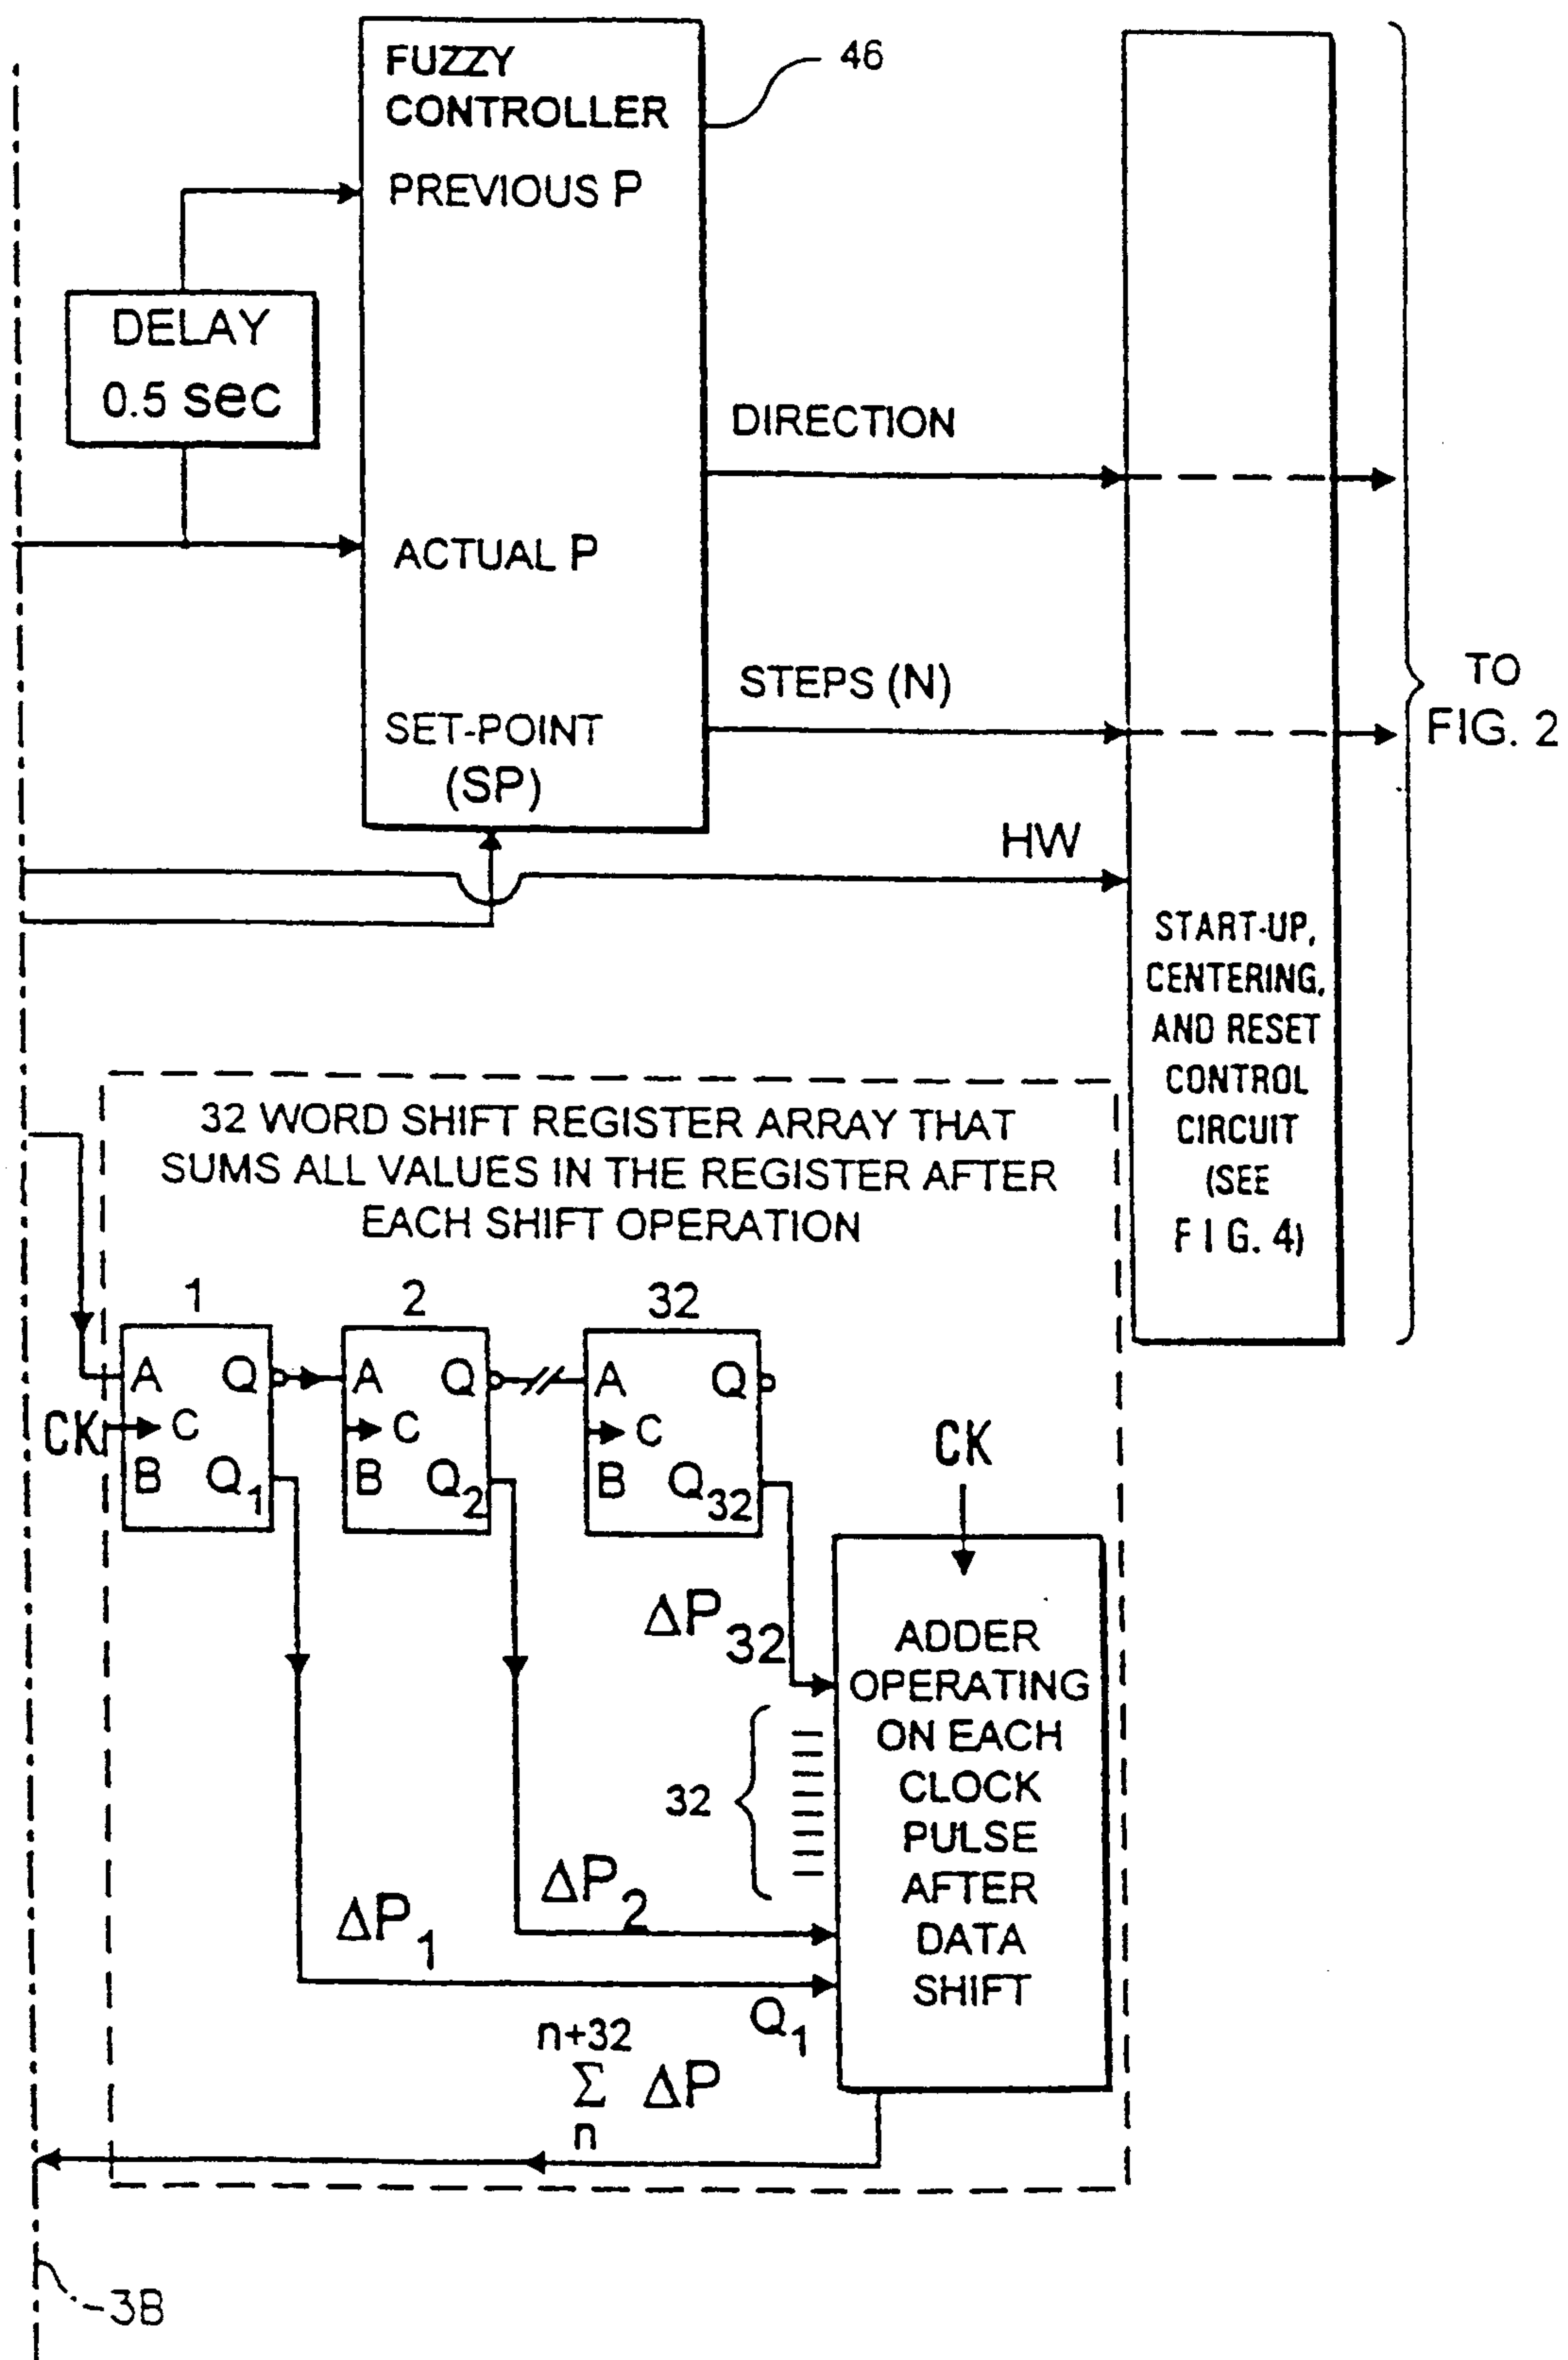 FUZZY
CONTROLLER
46
PREVIOUS P
DELAY
0.5 sec
ACTUAL P
SET-POINT
(SP)
DIRECTION
STEPS (N)
HW
TO
FIG. 2
START-UP,
CENTERING,
AND RESET
CONTROL
CIRCUIT
(SEE
FIG. 4)
32 WORD SHIFT REGISTER ARRAY THAT
SUMS ALL VALUES IN THE REGISTER AFTER
EACH SHIFT OPERATION
1
2
32
A Q
CK C
B Q1
A Q
C
B Q2
A Q
C
B Q32
CK
ΔP32
ADDER
OPERATING
ON EACH
CLOCK
PULSE
AFTER
DATA
SHIFT
32
ΔP2
ΔP1
Q1
n+32
Σ ΔP
n
3B